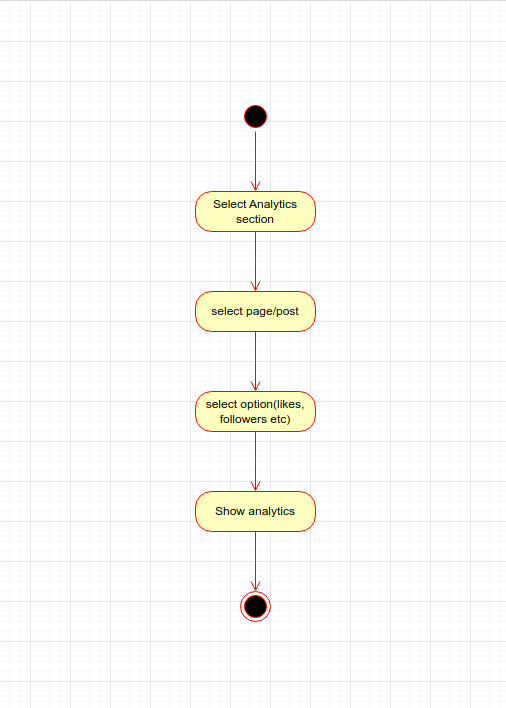 Select Analytics
section
select page/post
select option(likes,
followers etc)
Show analytics